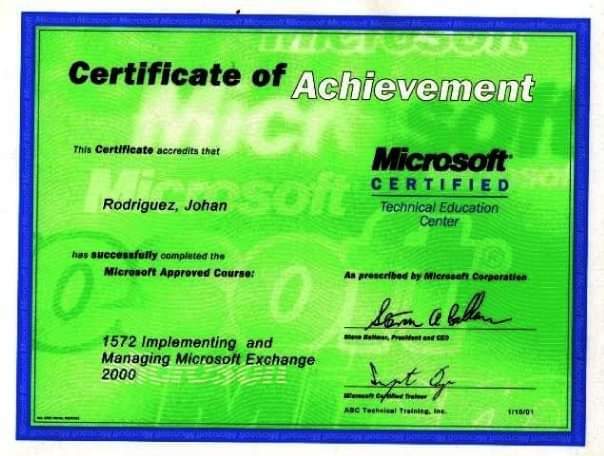 Certificate of Achievement
This Certificate accredits that
Rodriguez, Johan
Microsoft
CERTIFIED
Technical Education
Center
has successfully completed the
Microsoft Approved Course:
As prescribed by Microsoft Corporation
Steve Ballmer, President and CEO
1572 Implementing and
Managing Microsoft Exchange
2000
Microsoft Certified Trainer
ABC Technical Training, Inc.
1/15/01